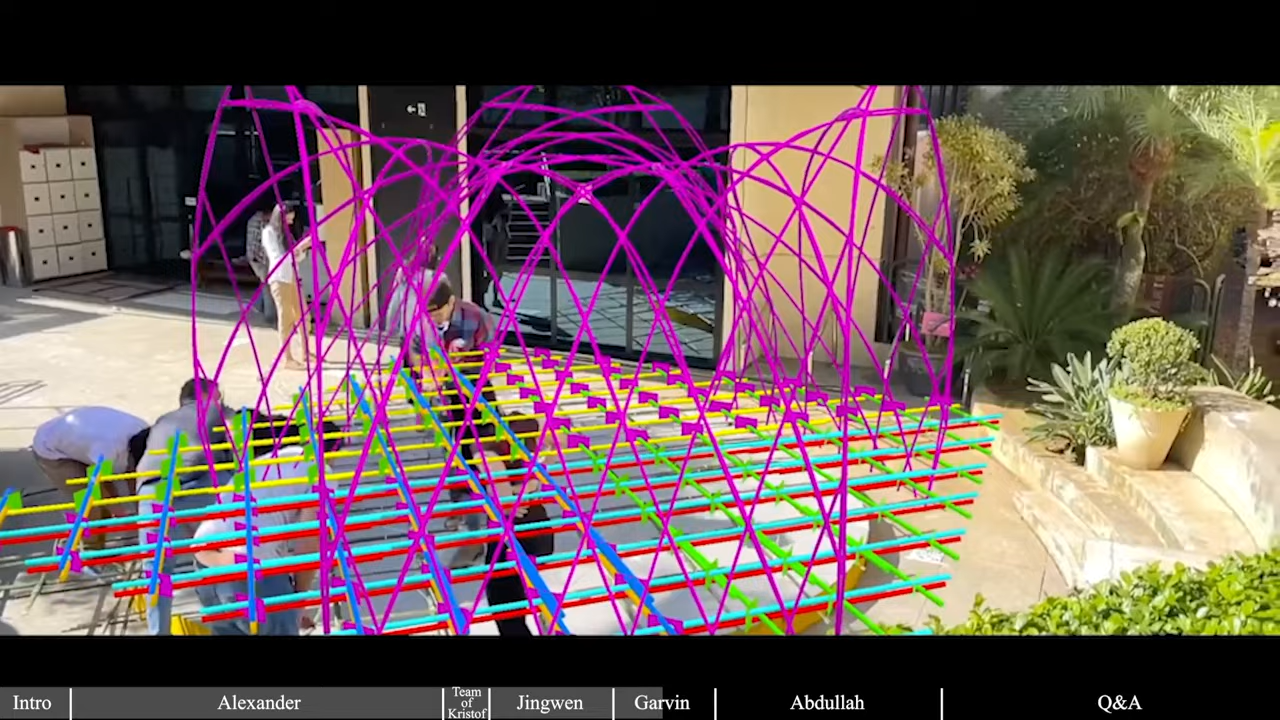 Intro
Alexander
Team
of
Kristof
Jingwen
Garvin
Abdullah
Q&A